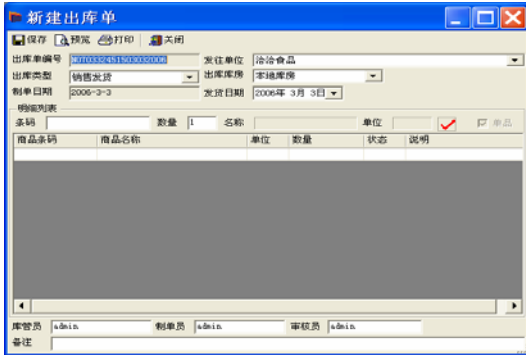 新建出库单
保存 预览 打印 关闭
出库单编号 发往单位 洽洽食品
出库类型 销售发货 出库库房 本地库房
制单日期 2006-3-3 发货日期 2006年 3月 3日
明细列表
条码 数量 1 名称 单位 单品
商品条码 商品名称 单位 数量 状态 说明
库管员 admin 制单员 admin 审核员 admin
备注